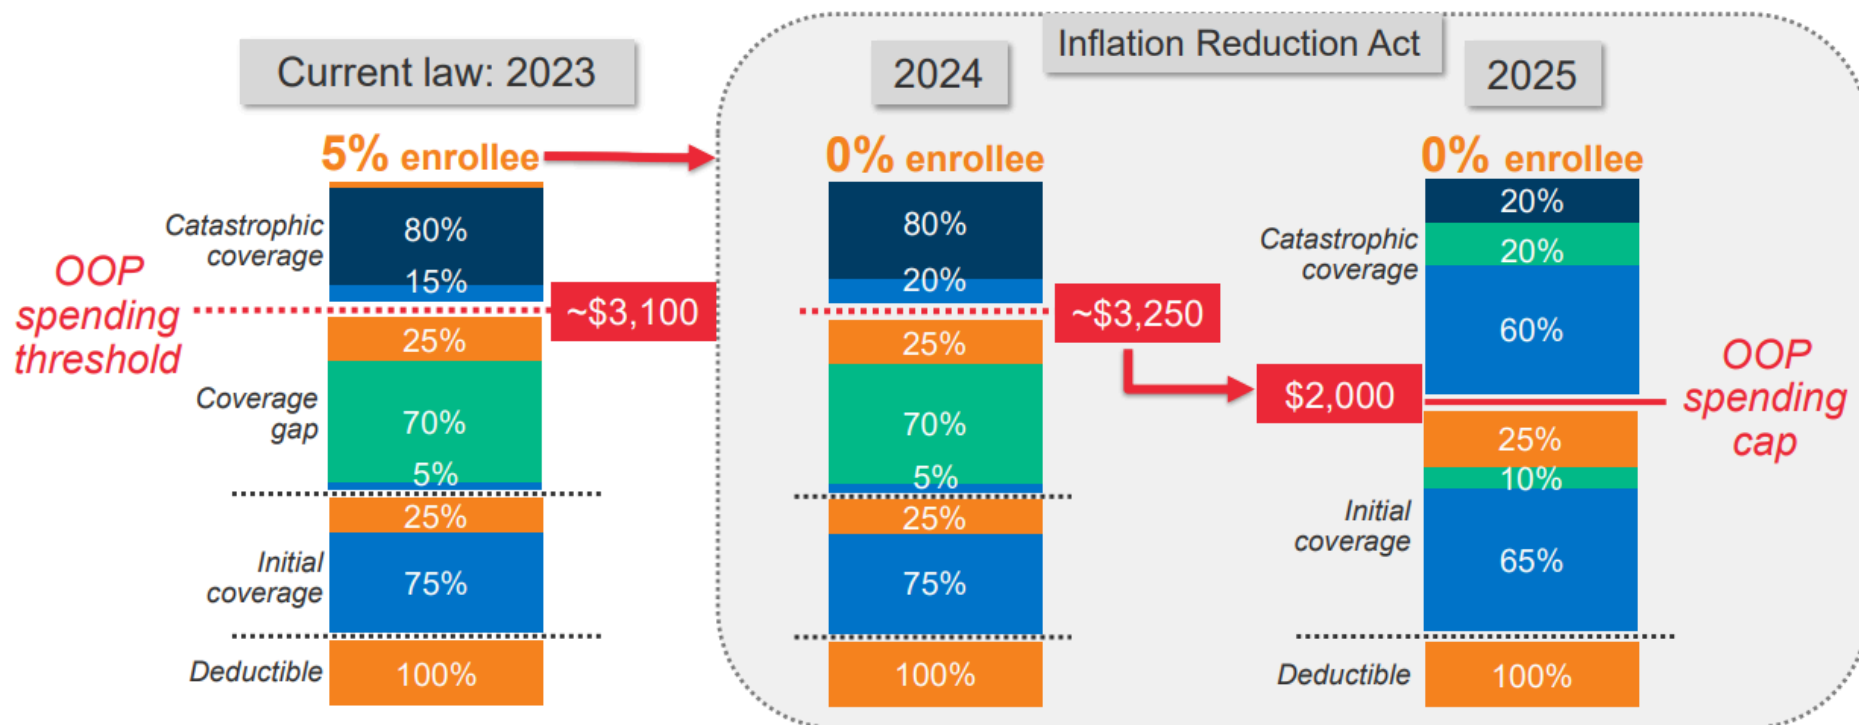 Inflation Reduction Act
Current law: 2023
2024
2025
5% enrollee
0% enrollee
0% enrollee
Catastrophic
coverage
80%
15%
80%
20%
Catastrophic
coverage
20%
20%
60%
OOP
spending
threshold
~$3,100
~$3,250
$2,000
OOP
spending
cap
Coverage
gap
25%
70%
5%
25%
70%
5%
Initial
coverage
25%
75%
25%
75%
Initial
coverage
25%
10%
65%
Deductible
100%
100%
Deductible
100%